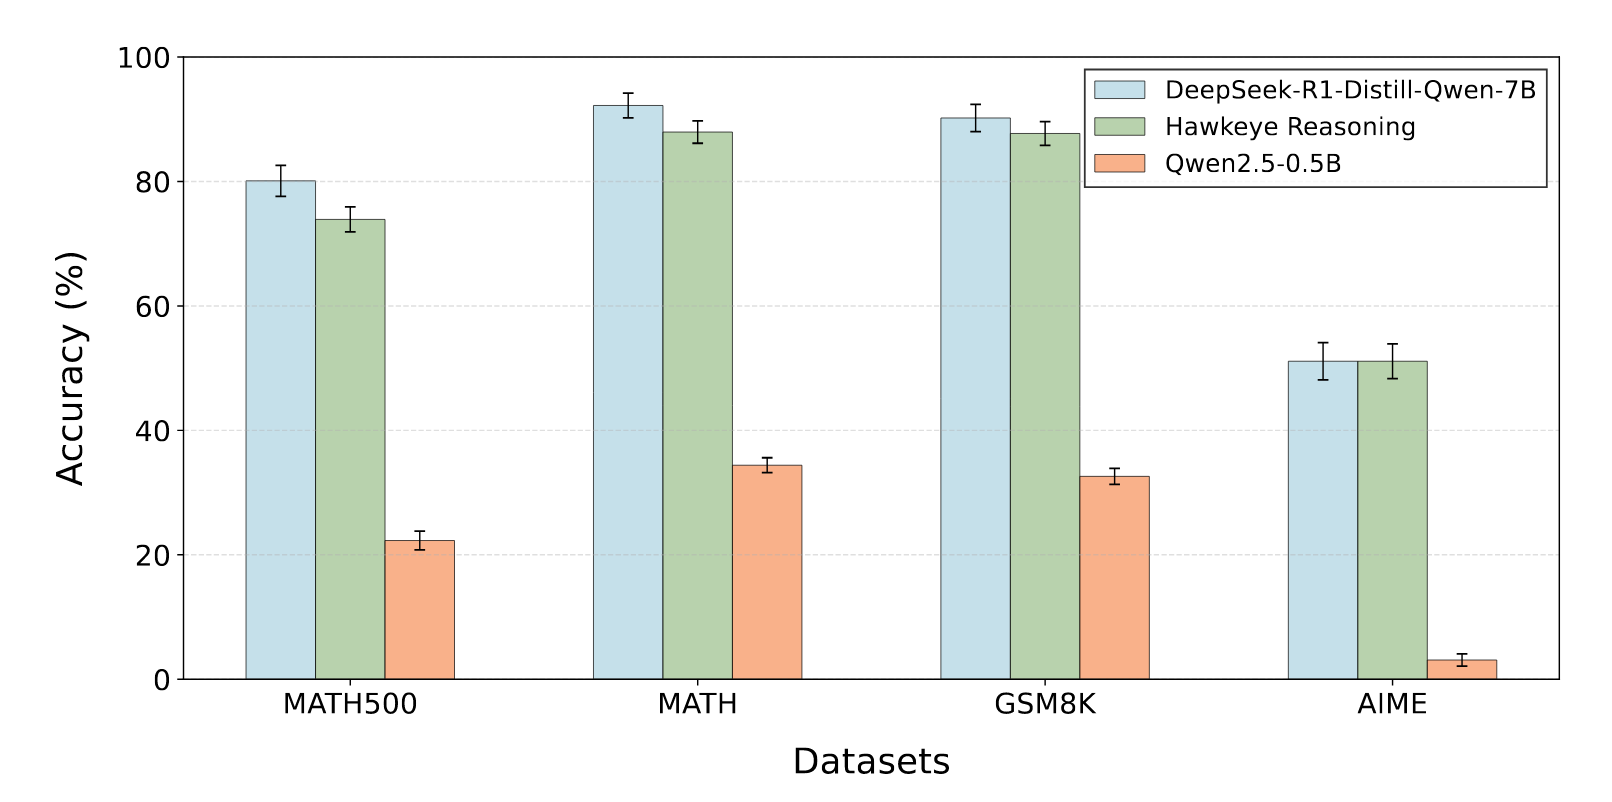 100
80
60
40
20
0
Accuracy (%)
DeepSeek-R1-Distill-Qwen-7B
Hawkeye Reasoning
Qwen2.5-0.5B
MATH500 MATH GSM8K AIME
Datasets